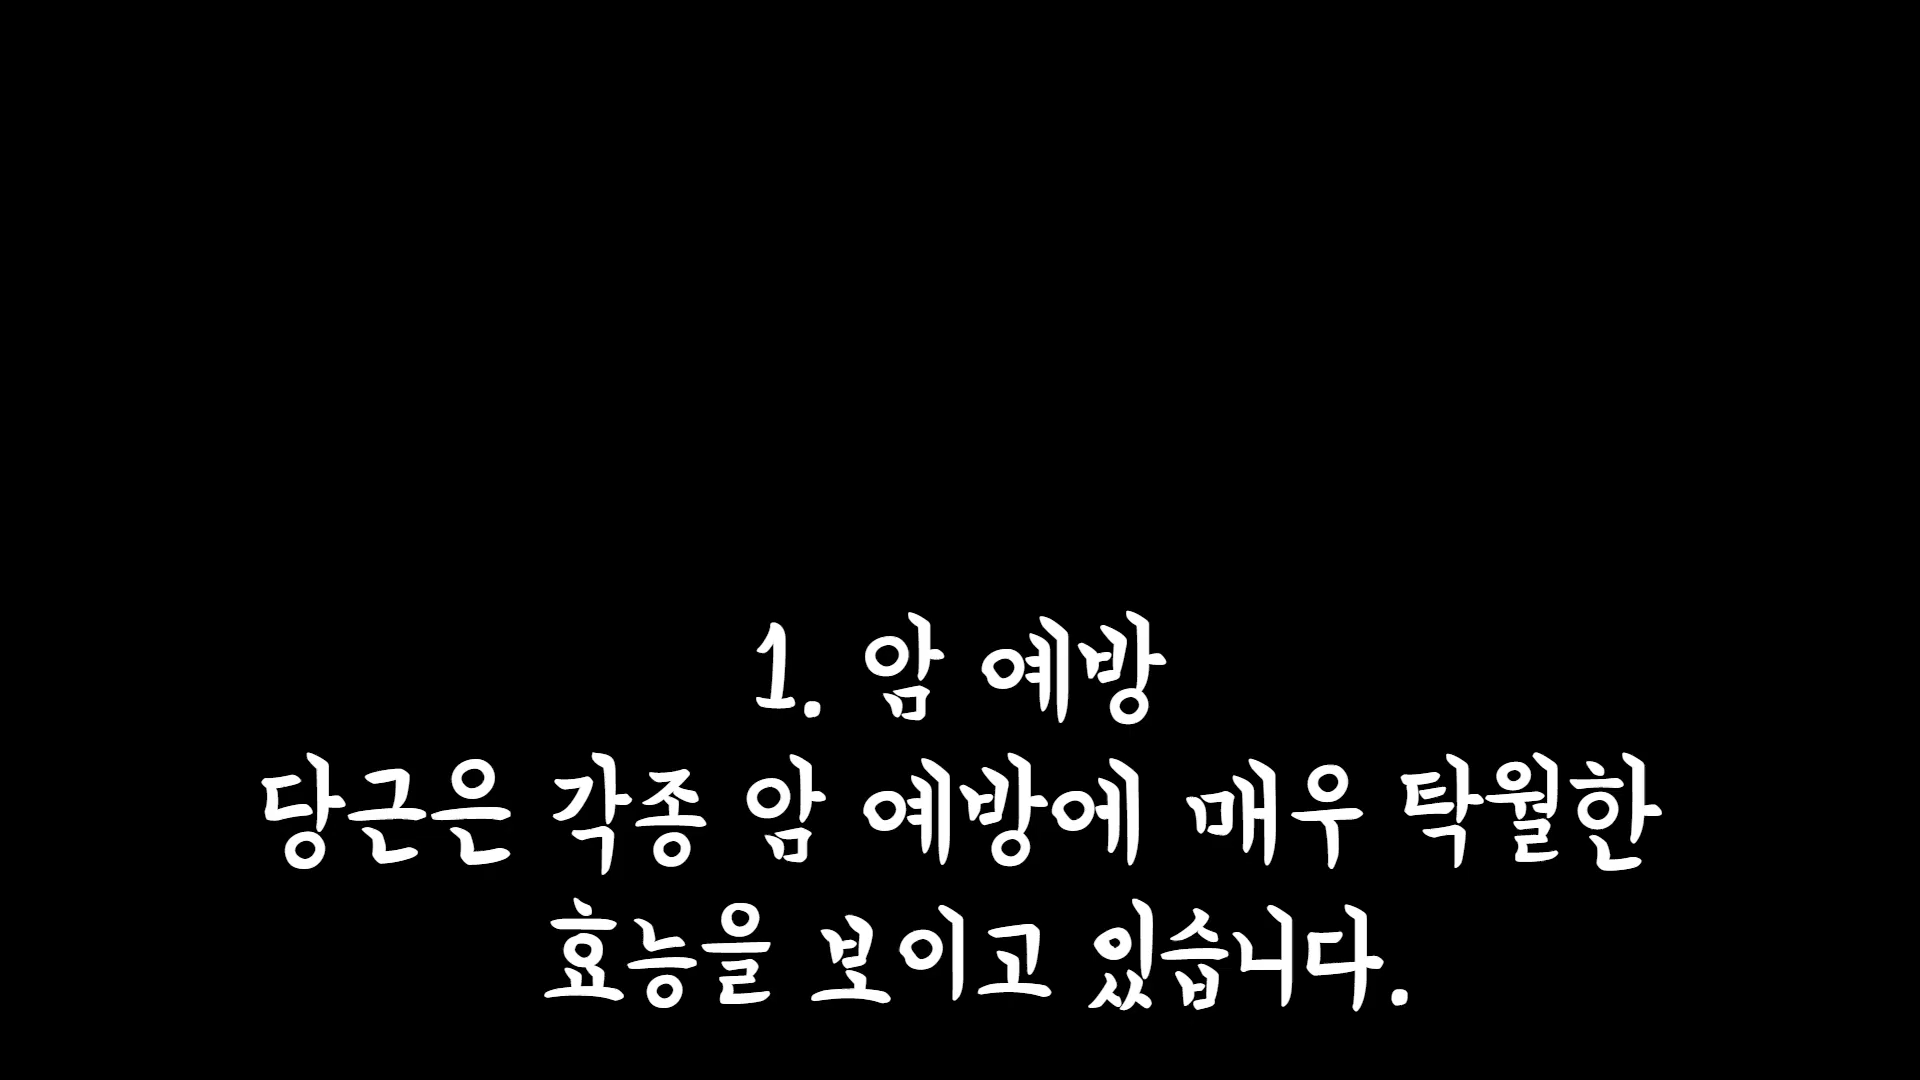 1. 암 예방
당근은 각종 암 예방에 매우 탁월한
효능을 보이고 있습니다.